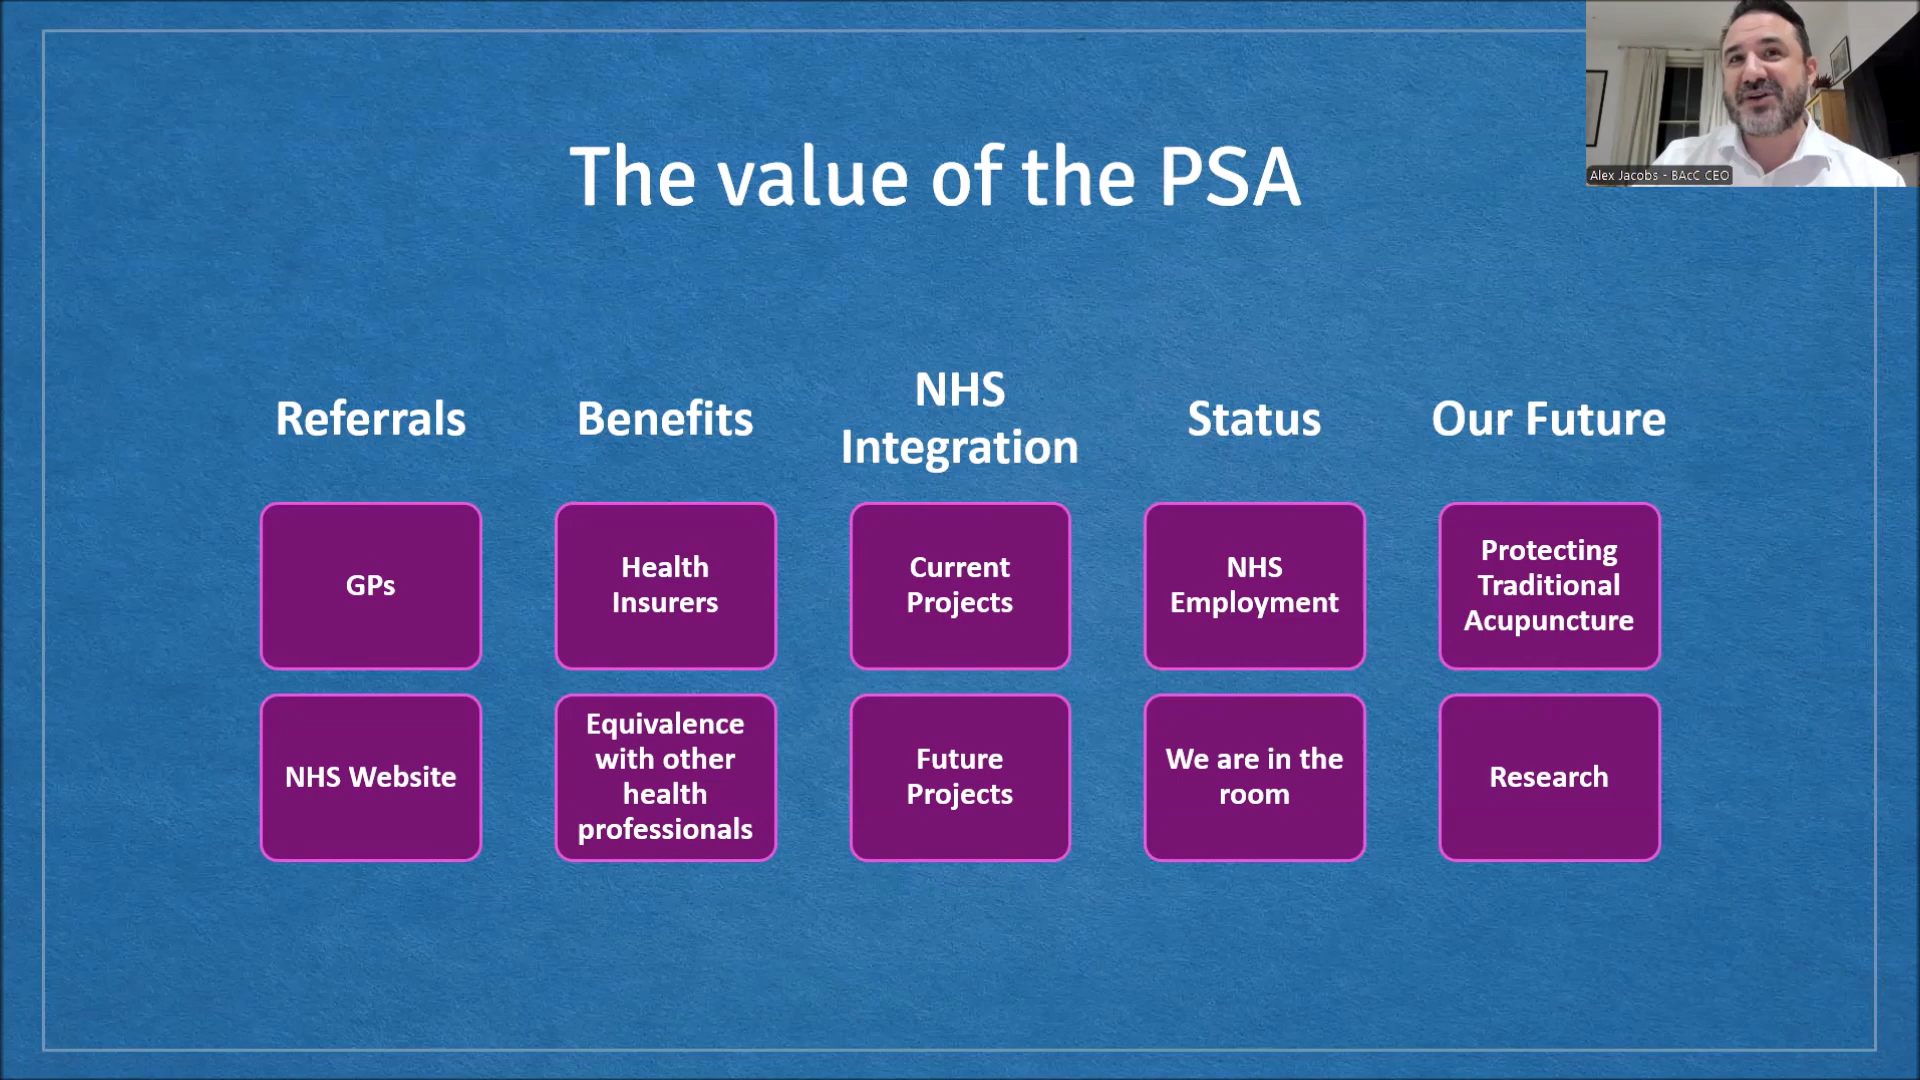 The value of the PSA
Alex Jacobs - BAcC CEO
Referrals
Benefits
NHS
Integration
Status
Our Future
GPs
Health
Insurers
Current
Projects
NHS
Employment
Protecting
Traditional
Acupuncture
NHS Website
Equivalence
with other
health
professionals
Future
Projects
We are in the
room
Research